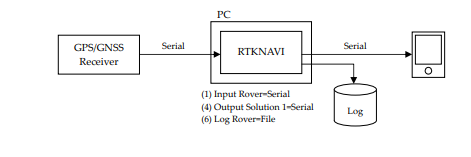 PC
GPS/GNSS
Receiver
Serial
RTKNAVI
Serial
(1) Input Rover=Serial
(4) Output Solution 1=Serial
(6) Log Rover=File
Log